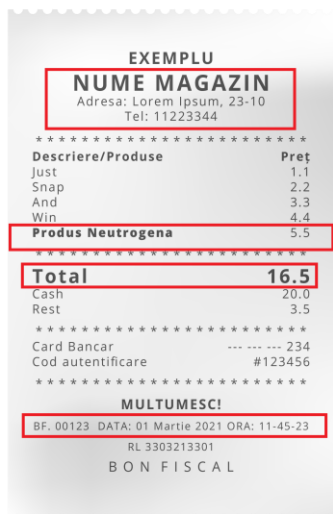 EXEMPLU
NUME MAGAZIN
Adresa: Lorem Ipsum, 23-10
Tel: 11223344
* * * * * * * * * * * * * * * * * * * * * * * *
Descriere/Produse Preț
Just 1.1
Snap 2.2
And 3.3
Win 4.4
Produs Neutrogena 5.5
* * * * * * * * * * * * * * * * * * * * * * * *
Total 16.5
Cash 20.0
Rest 3.5
* * * * * * * * * * * * * * * * * * * * * * * *
Card Bancar --- --- --- 234
Cod autentificare #123456
* * * * * * * * * * * * * * * * * * * * * * * *
MULTUMESC!
BF. 00123 DATA: 01 Martie 2021 ORA: 11-45-23
RL 3303213301
BON FISCAL